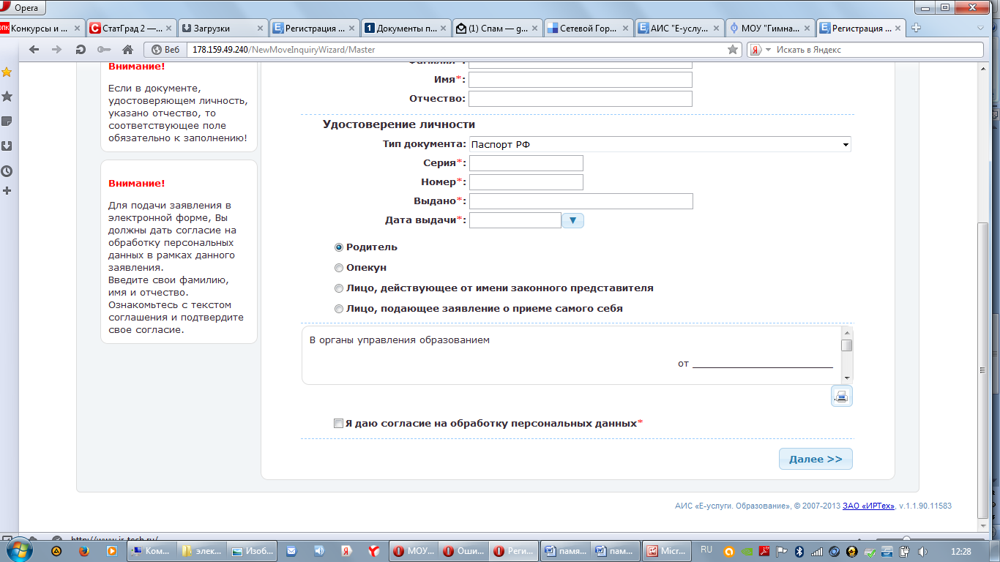 Opera
Конкурсы и ...
СтатГрад 2 —...
Загрузки
Регистрация ...
Документы п...
(1) Спам — g...
Сетевой Гор...
АИС "Е-услу...
МОУ "Гимна...
Регистрация ...
Веб
178.159.49.240/NewMoveInquiryWizard/Master
Искать в Яндекс
Внимание!
Если в документе,
удостоверяющем личность,
указано отчество, то
соответствующее поле
обязательно к заполнению!
Внимание!
Для подачи заявления в
электронной форме, Вы
должны дать согласие на
обработку персональных
данных в рамках данного
заявления.
Введите свои фамилию,
имя и отчество.
Ознакомьтесь с текстом
соглашения и подтвердите
свое согласие.
Фамилия*:
Имя*:
Отчество:
Удостоверение личности
Тип документа: Паспорт РФ
Серия*:
Номер*:
Выдано*:
Дата выдачи*:
Родитель
Опекун
Лицо, действующее от имени законного представителя
Лицо, подающее заявление о приеме самого себя
В органы управления образованием
от ________________________
Я даю согласие на обработку персональных данных*
Далее >>
АИС «Е-услуги. Образование», © 2007-2013 ЗАО «ИРТех», v.1.1.90.11583
http://www.ir-tech.ru/
Ком...
элек...
Изоб...
МОУ...
Оши...
Реги...
памя...
пам...
Micr...
RU
12:28